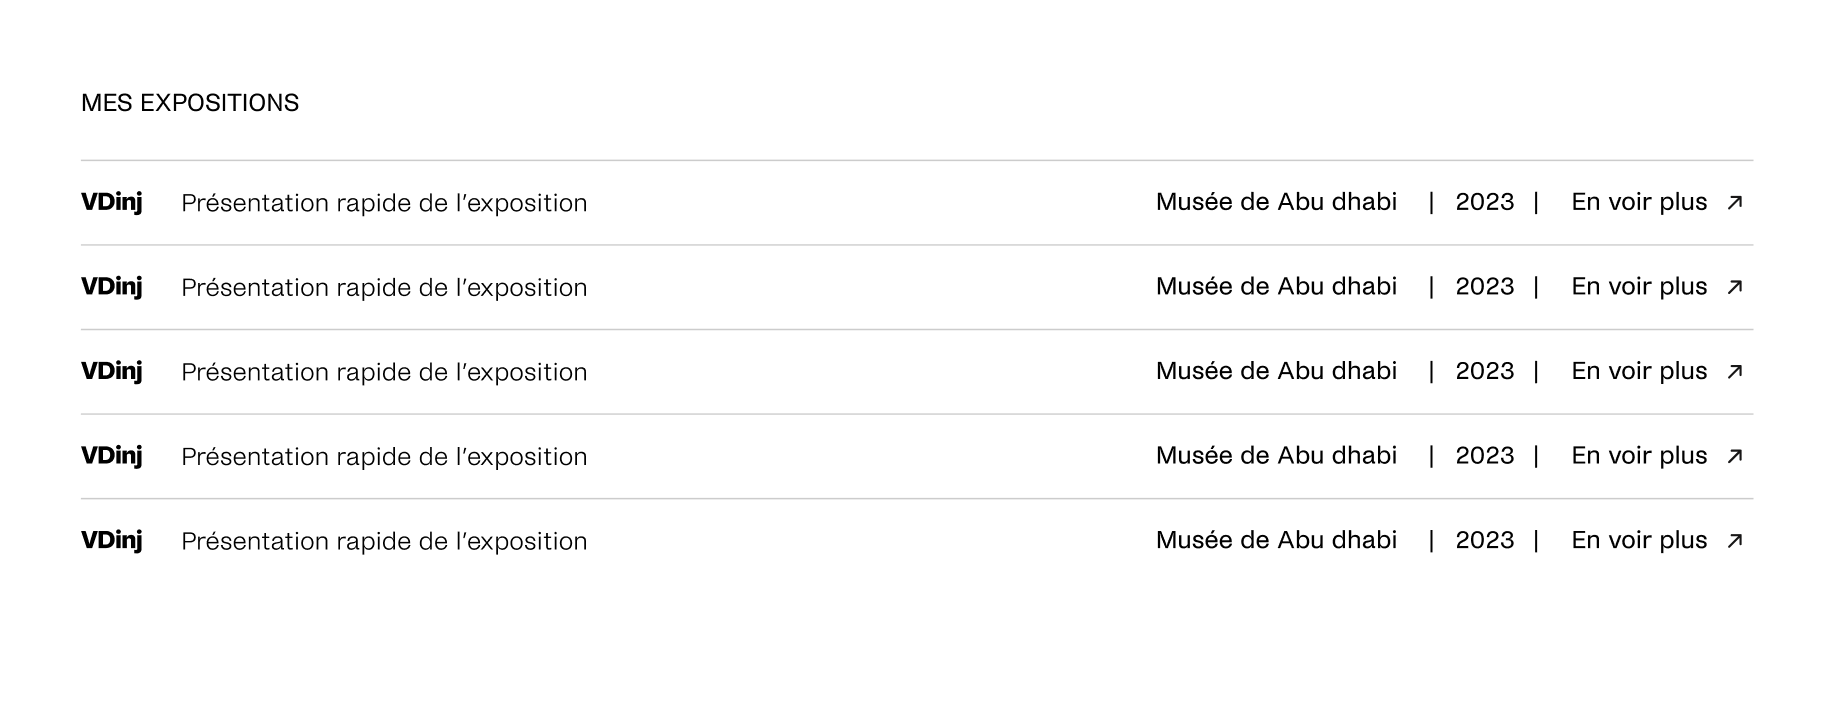 MES EXPOSITIONS
VDinj Présentation rapide de l’exposition Musée de Abu dhabi | 2023 | En voir plus ↗
VDinj Présentation rapide de l’exposition Musée de Abu dhabi | 2023 | En voir plus ↗
VDinj Présentation rapide de l’exposition Musée de Abu dhabi | 2023 | En voir plus ↗
VDinj Présentation rapide de l’exposition Musée de Abu dhabi | 2023 | En voir plus ↗
VDinj Présentation rapide de l’exposition Musée de Abu dhabi | 2023 | En voir plus ↗